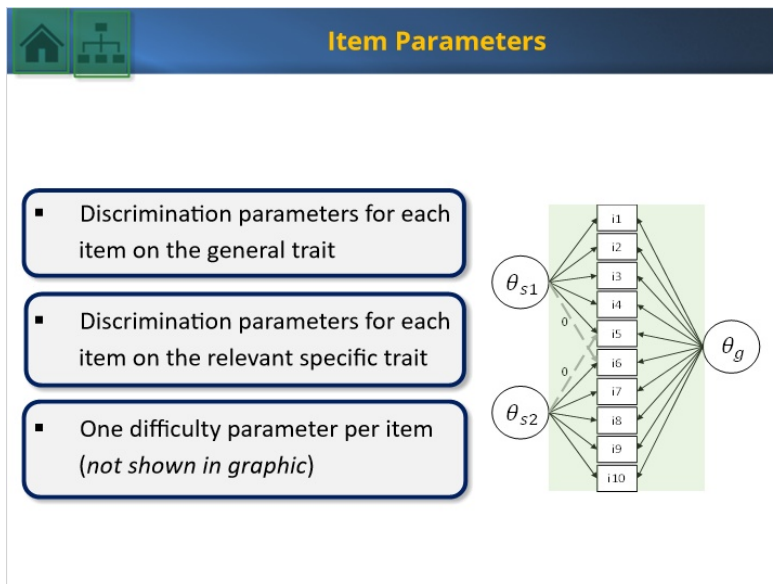 Item Parameters
▪ Discrimination parameters for each
item on the general trait
▪ Discrimination parameters for each
item on the relevant specific trait
▪ One difficulty parameter per item
(not shown in graphic)
i1
i2
i3
θs1
i4
0
i5
θg
i6
0
i7
θs2
i8
i9
i10